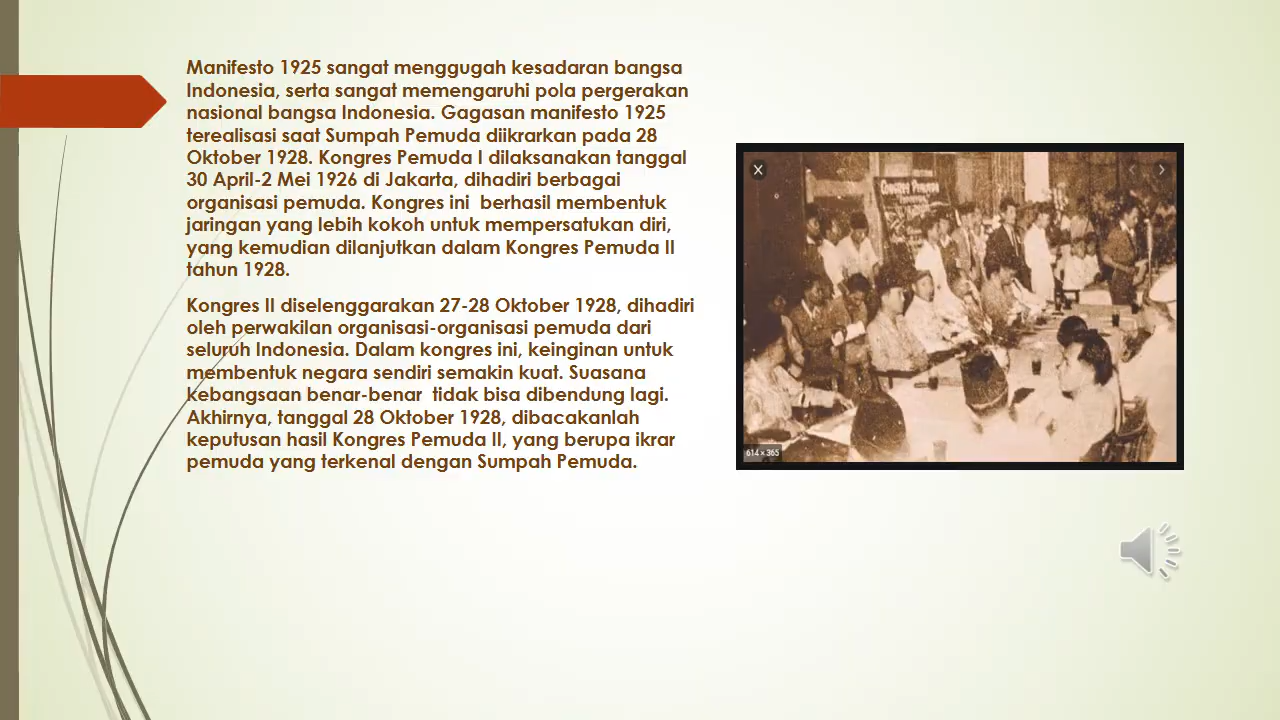 Manifesto 1925 sangat menggugah kesadaran bangsa
Indonesia, serta sangat memengaruhi pola pergerakan
nasional bangsa Indonesia. Gagasan manifesto 1925
terealisasi saat Sumpah Pemuda diikrarkan pada 28
Oktober 1928. Kongres Pemuda I dilaksanakan tanggal
30 April-2 Mei 1926 di Jakarta, dihadiri berbagai
organisasi pemuda. Kongres ini  berhasil membentuk
jaringan yang lebih kokoh untuk mempersatukan diri,
yang kemudian dilanjutkan dalam Kongres Pemuda II
tahun 1928.
Kongres II diselenggarakan 27-28 Oktober 1928, dihadiri
oleh perwakilan organisasi-organisasi pemuda dari
seluruh Indonesia. Dalam kongres ini, keinginan untuk
membentuk negara sendiri semakin kuat. Suasana
kebangsaan benar-benar  tidak bisa dibendung lagi.
Akhirnya, tanggal 28 Oktober 1928, dibacakanlah
keputusan hasil Kongres Pemuda II, yang berupa ikrar
pemuda yang terkenal dengan Sumpah Pemuda.
614 × 365